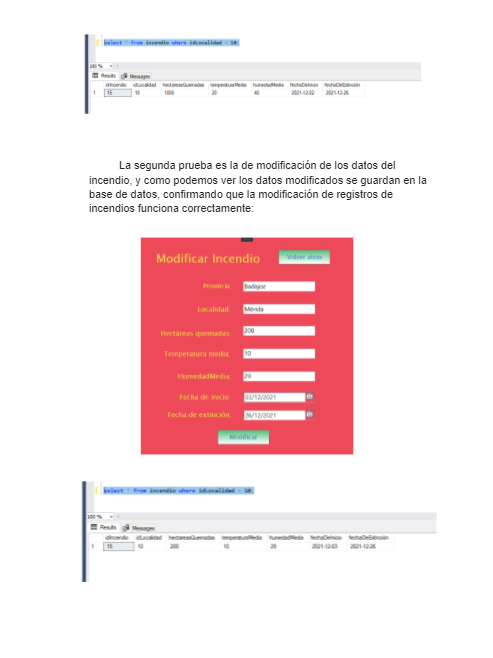 select * from incendio where idLocalidad = 10
100 %
Results Messages
idIncendio idLocalidad hectareasQuemadas temperaturaMedia humedadMedia fechaDeInicio fechaDeExtincion
1 15 10 1000 20 40 2021-12-02 2021-12-26
La segunda prueba es la de modificación de los datos del
incendio, y como podemos ver los datos modificados se guardan en la
base de datos, confirmando que la modificación de registros de
incendios funciona correctamente:
Modificar Incendio Volver atras
Provincia: Badajoz
Localidad: Mérida
Hectáreas quemadas: 200
Temperatura media: 10
HumedadMedia: 29
Fecha de inicio: 03/12/2021
Fecha de extinción: 26/12/2021
Modificar
select * from incendio where idLocalidad = 10
100 %
Results Messages
idIncendio idLocalidad hectareasQuemadas temperaturaMedia humedadMedia fechaDeInicio fechaDeExtincion
1 15 10 200 10 29 2021-12-03 2021-12-26